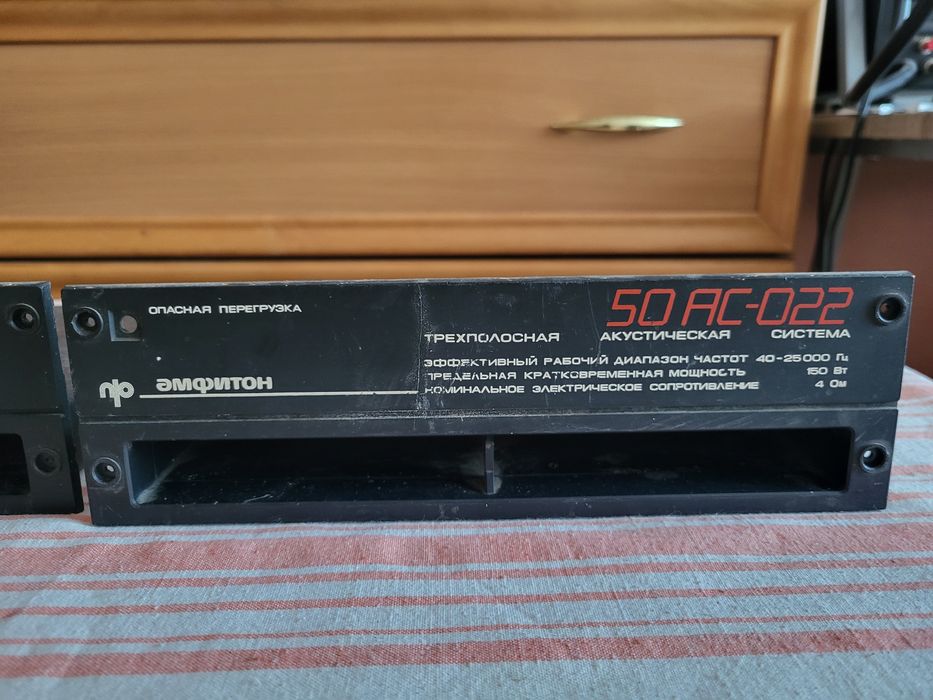 ОПАСНАЯ ПЕРЕГРУЗКА
50 АС-022
ТРЕХПОЛОСНАЯ АКУСТИЧЕСКАЯ СИСТЕМА
ЭФФЕКТИВНЫЙ РАБОЧИЙ ДИАПАЗОН ЧАСТОТ 40-25000 Гц
ПРЕДЕЛЬНАЯ КРАТКОВРЕМЕННАЯ МОЩНОСТЬ 150 Вт
НОМИНАЛЬНОЕ ЭЛЕКТРИЧЕСКОЕ СОПРОТИВЛЕНИЕ 4 Ом
амфитон